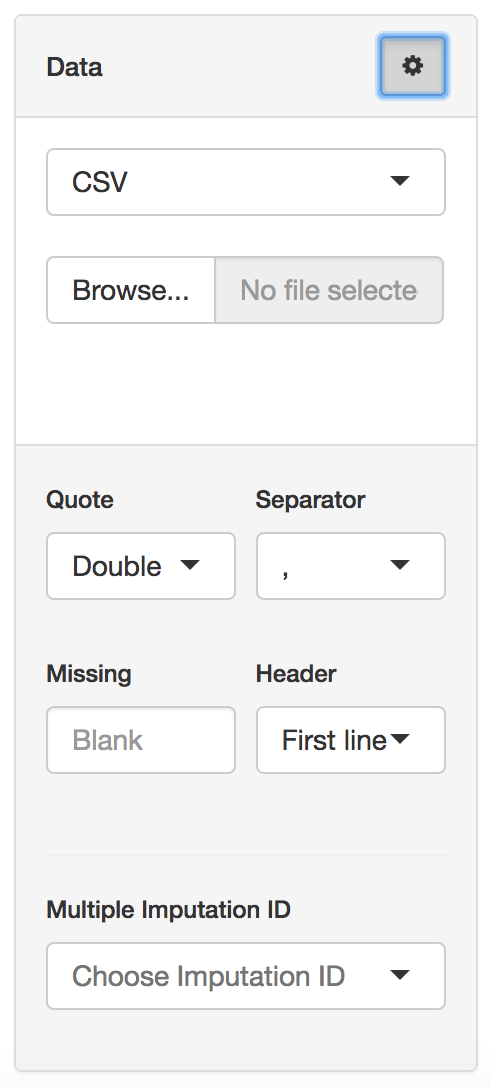 Data
CSV
Browse... No file selecte
Quote Separator
Double ,
Missing Header
Blank First line
Multiple Imputation ID
Choose Imputation ID